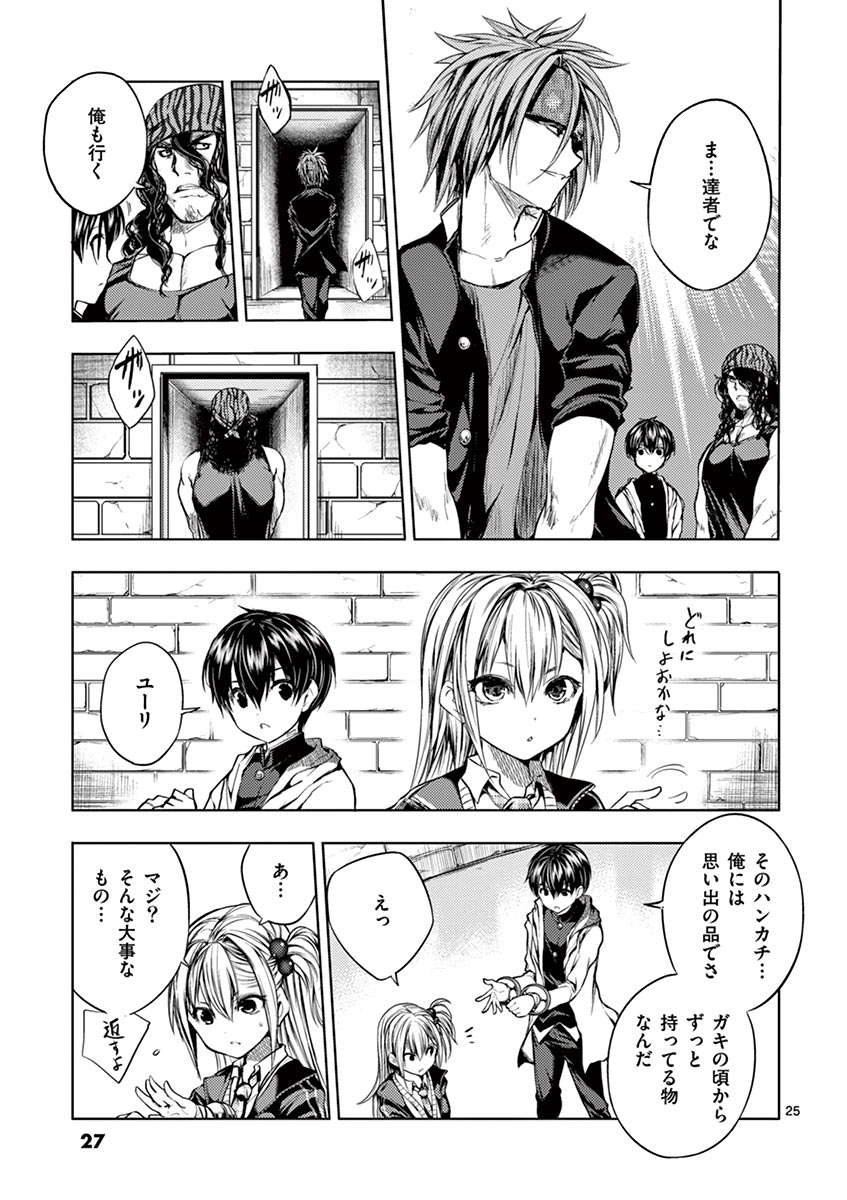 ま…達者でな
ザッ
ザッ
俺も行く
ザッ
どれに
しよおかな…
ユーリ
そのハンカチ…
俺には
思い出の品でさ
ガキの頃から
ずっと
持ってる物
なんだ
えっ
あ…
マジ?
そんな大事な
もの…
返すよ
25
27